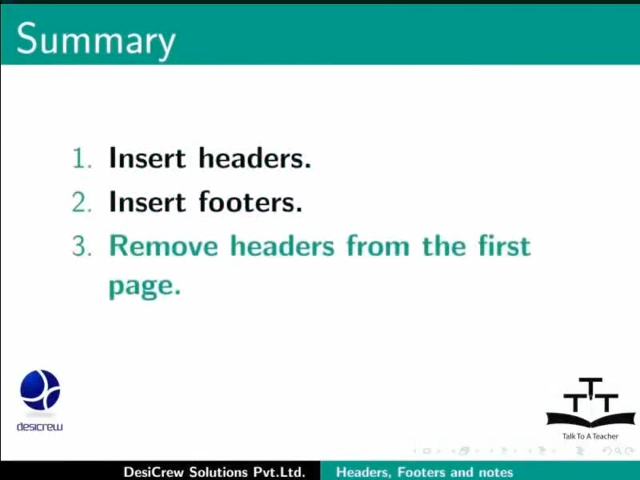 Summary
1. Insert headers.
2. Insert footers.
3. Remove headers from the first
page.
desicrew
TTT
Talk To A Teacher
DesiCrew Solutions Pvt.Ltd.
Headers, Footers and notes